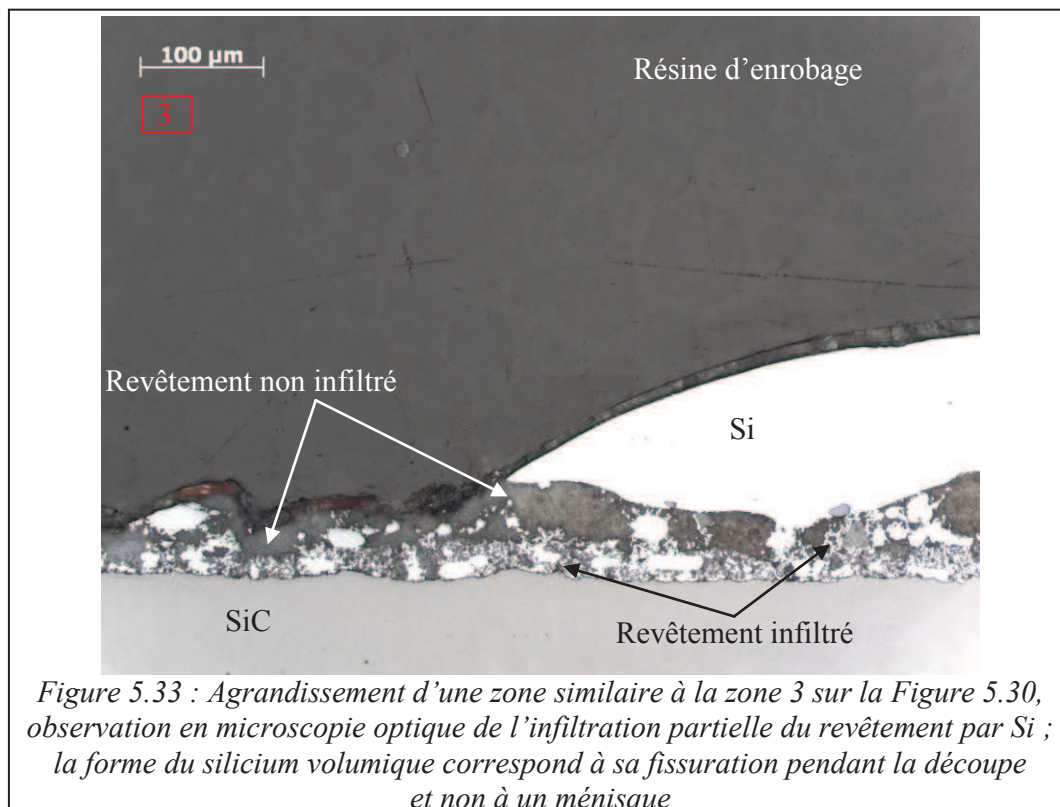 100 µm
3
Résine d’enrobage
Revêtement non infiltré
Si
SiC
Revêtement infiltré
Figure 5.33 : Agrandissement d’une zone similaire à la zone 3 sur la Figure 5.30,
observation en microscopie optique de l’infiltration partielle du revêtement par Si ;
la forme du silicium volumique correspond à sa fissuration pendant la découpe
et non à un ménisque